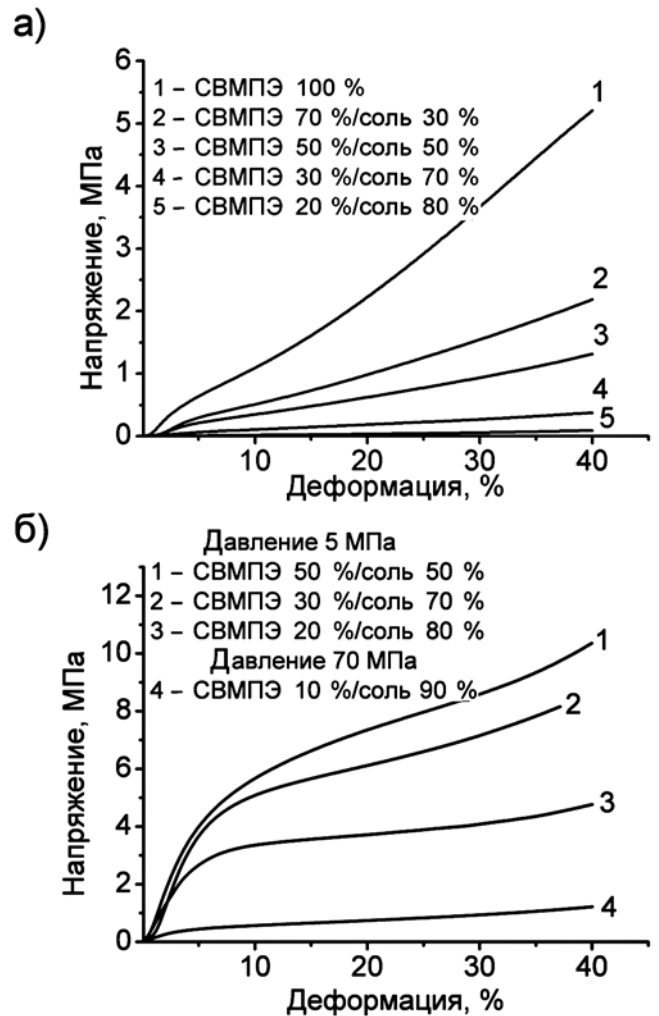 а)
Напряжение, МПа
6
5
4
3
2
1
0
1 – СВМПЭ 100 %
2 – СВМПЭ 70 %/соль 30 %
3 – СВМПЭ 50 %/соль 50 %
4 – СВМПЭ 30 %/соль 70 %
5 – СВМПЭ 20 %/соль 80 %
1
2
3
4
5
10 20 30 40
Деформация, %
б)
Напряжение, МПа
12
10
8
6
4
2
0
Давление 5 МПа
1 – СВМПЭ 50 %/соль 50 %
2 – СВМПЭ 30 %/соль 70 %
3 – СВМПЭ 20 %/соль 80 %
Давление 70 МПа
4 – СВМПЭ 10 %/соль 90 %
1
2
3
4
10 20 30 40
Деформация, %